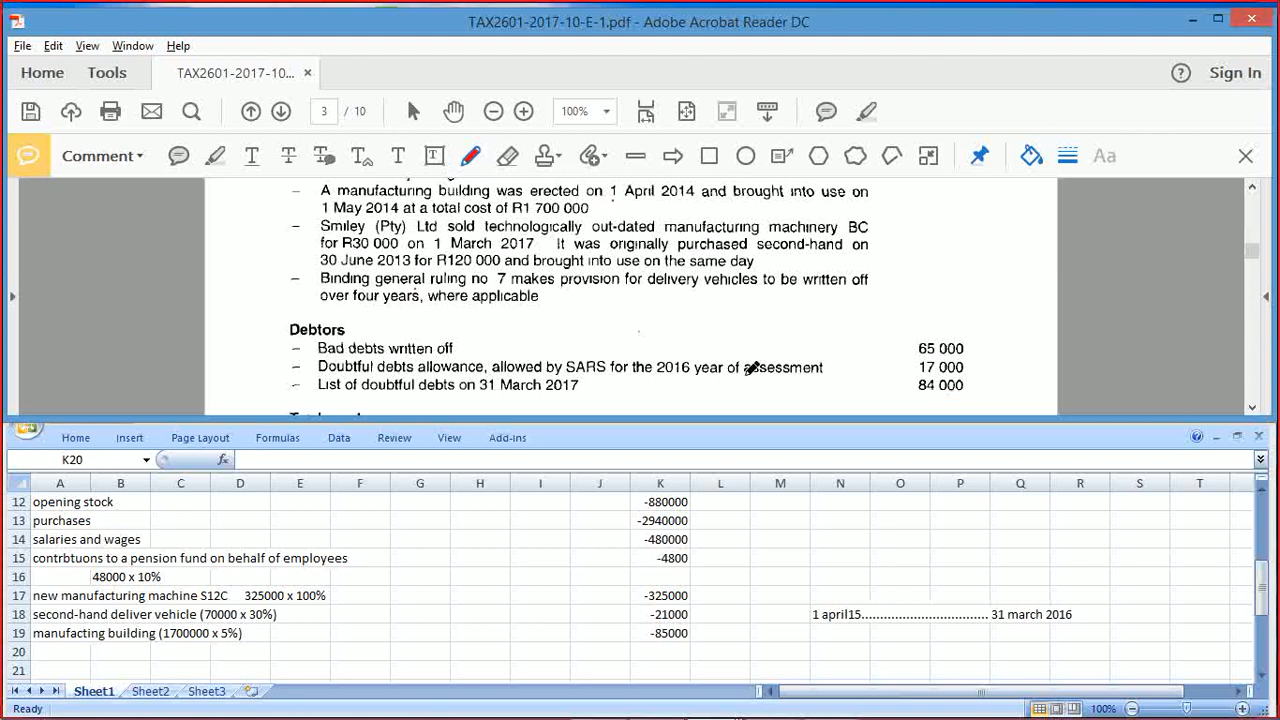 TAX2601-2017-10-E-1.pdf - Adobe Acrobat Reader DC
File Edit View Window Help
Home Tools TAX2601-2017-10... × Sign In
3 / 10 100%
Comment Aa
– A manufacturing building was erected on 1 April 2014 and brought into use on
1 May 2014 at a total cost of R1 700 000
– Smiley (Pty) Ltd sold technologically out-dated manufacturing machinery BC
for R30 000 on 1 March 2017 It was originally purchased second-hand on
30 June 2013 for R120 000 and brought into use on the same day
– Binding general ruling no 7 makes provision for delivery vehicles to be written off
over four years, where applicable
Debtors
– Bad debts written off 65 000
– Doubtful debts allowance, allowed by SARS for the 2016 year of assessment 17 000
– List of doubtful debts on 31 March 2017 84 000
Home Insert Page Layout Formulas Data Review View Add-Ins
K20 fx
A B C D E F G H I J K L M N O P Q R S T
12 opening stock -880000
13 purchases -2940000
14 salaries and wages -480000
15 contrbtuons to a pension fund on behalf of employees -4800
16 48000 x 10%
17 new manufacturing machine S12C 325000 x 100% -325000
18 second-hand deliver vehicle (70000 x 30%) -21000 1 april15................................... 31 march 2016
19 manufacting building (1700000 x 5%) -85000
20
21
Sheet1 Sheet2 Sheet3
Ready 100%